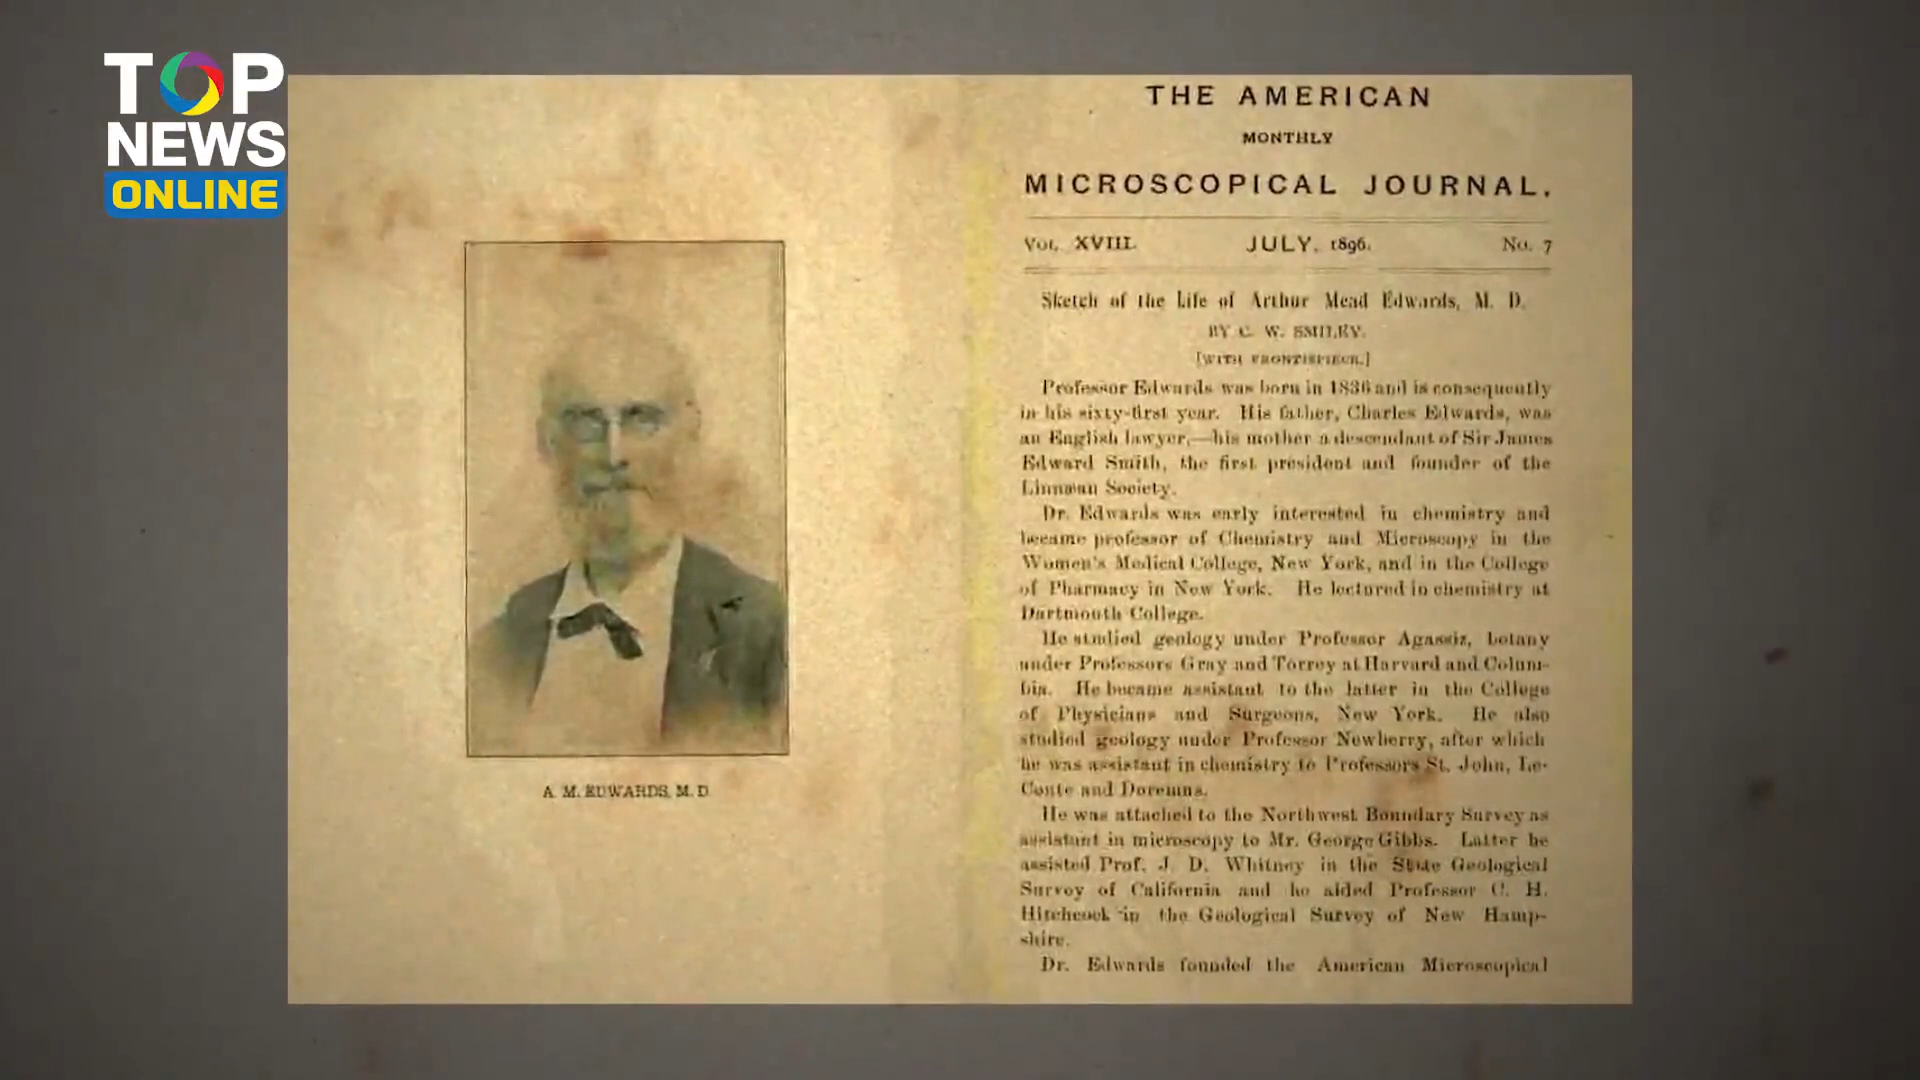 TOP
NEWS
ONLINE
A. M. EDWARDS, M. D.
THE AMERICAN
MONTHLY
MICROSCOPICAL JOURNAL.
VOL. XVIII. JULY, 1896. No. 7
Sketch of the Life of Arthur Mead Edwards, M. D.
BY C. W. SMILEY.
[WITH FRONTISPIECE.]
Professor Edwards was born in 1836 and is consequently
in his sixty-first year. His father, Charles Edwards, was
an English lawyer,—his mother a descendant of Sir James
Edward Smith, the first president and founder of the
Linnæan Society.
Dr. Edwards was early interested in chemistry and
became professor of Chemistry and Microscopy in the
Women's Medical College, New York, and in the College
of Pharmacy in New York. He lectured in chemistry at
Dartmouth College.
He studied geology under Professor Agassiz, botany
under Professors Gray and Torrey at Harvard and Colum-
bia. He became assistant to the latter in the College
of Physicians and Surgeons, New York. He also
studied geology under Professor Newberry, after which
he was assistant in chemistry to Professors St. John, Le-
Conte and Doremus.
He was attached to the Northwest Boundary Survey as
assistant in microscopy to Mr. George Gibbs. Latter he
assisted Prof. J. D. Whitney in the State Geological
Survey of California and he aided Professor C. H.
Hitchcock in the Geological Survey of New Hamp-
shire.
Dr. Edwards founded the American Microscopical